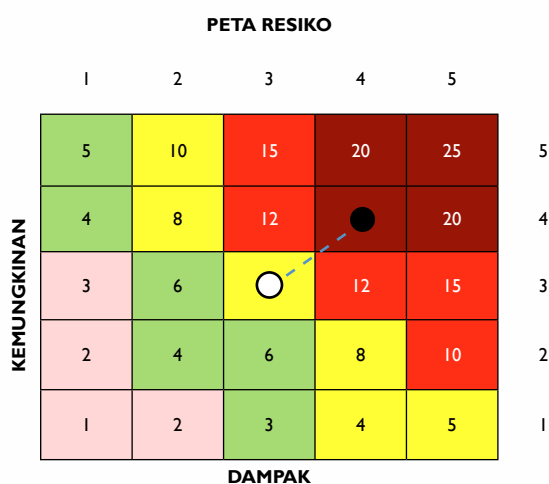 PETA RESIKO
1 2 3 4 5
5 10 15 20 25 5
4 8 12 20 4
KEMUNGKINAN
3 6 12 15 3
2 4 6 8 10 2
1 2 3 4 5 1
DAMPAK